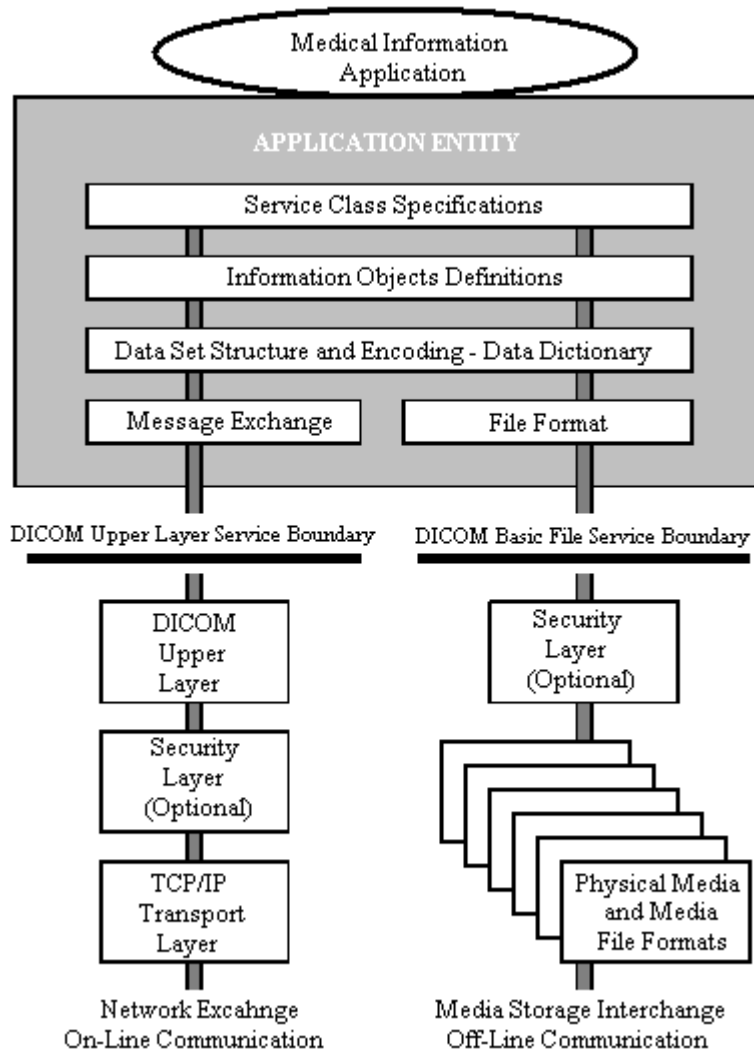 Medical Information
Application
APPLICATION ENTITY
Service Class Specifications
Information Objects Definitions
Data Set Structure and Encoding - Data Dictionary
Message Exchange
File Format
DICOM Upper Layer Service Boundary
DICOM Basic File Service Boundary
DICOM
Upper
Layer
Security
Layer
(Optional)
TCP/IP
Transport
Layer
Network Excahnge
On-Line Communication
Security
Layer
(Optional)
Physical Media
and Media
File Formats
Media Storage Interchange
Off-Line Communication